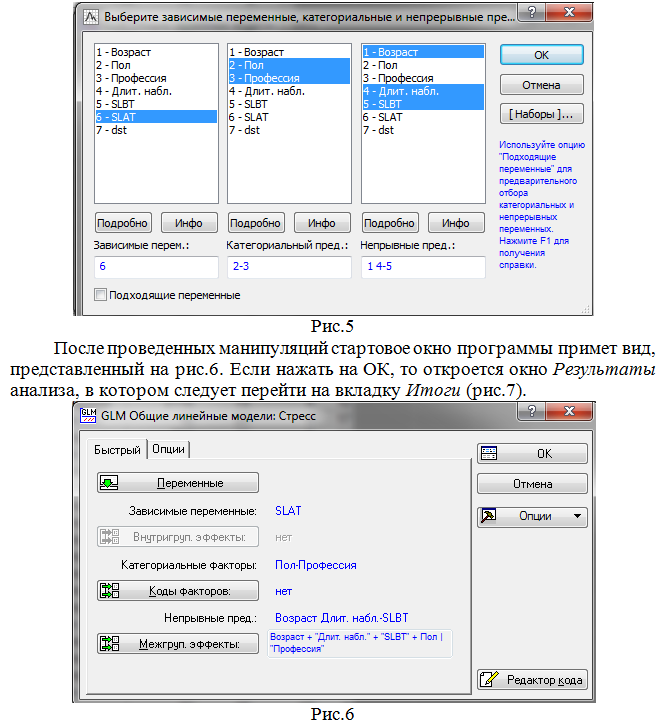 Выберите зависимые переменные, категориальные и непрерывные пре...
1 - Возраст
2 - Пол
3 - Профессия
4 - Длит. набл.
5 - SLBT
6 - SLAT
7 - dst
1 - Возраст
2 - Пол
3 - Профессия
4 - Длит. набл.
5 - SLBT
6 - SLAT
7 - dst
1 - Возраст
2 - Пол
3 - Профессия
4 - Длит. набл.
5 - SLBT
6 - SLAT
7 - dst
OK
Отмена
[ Наборы ]...
Используйте опцию
"Подходящие
переменные" для
предварительного
отбора
категориальных и
непрерывных
переменных.
Нажмите F1 для
получения
справки.
Подробно Инфо Подробно Инфо Подробно Инфо
Зависимые перем.: Категориальный пред.: Непрывные пред.:
6 2-3 1 4-5
Подходящие переменные
Рис.5
После проведенных манипуляций стартовое окно программы примет вид,
представленный на рис.6. Если нажать на ОК, то откроется окно Результаты
анализа, в котором следует перейти на вкладку Итоги (рис.7).
GLM Общие линейные модели: Стресс
Быстрый Опции
Переменные
Зависимые переменные: SLAT
Внутригруп. эффекты: нет
Категориальные факторы: Пол-Профессия
Коды факторов: нет
Непрывные пред.: Возраст Длит. набл.-SLBT
Межгруп. эффекты: Возраст + "Длит. набл." + "SLBT" + Пол |
"Профессия"
OK
Отмена
Опции
Редактор кода
Рис.6